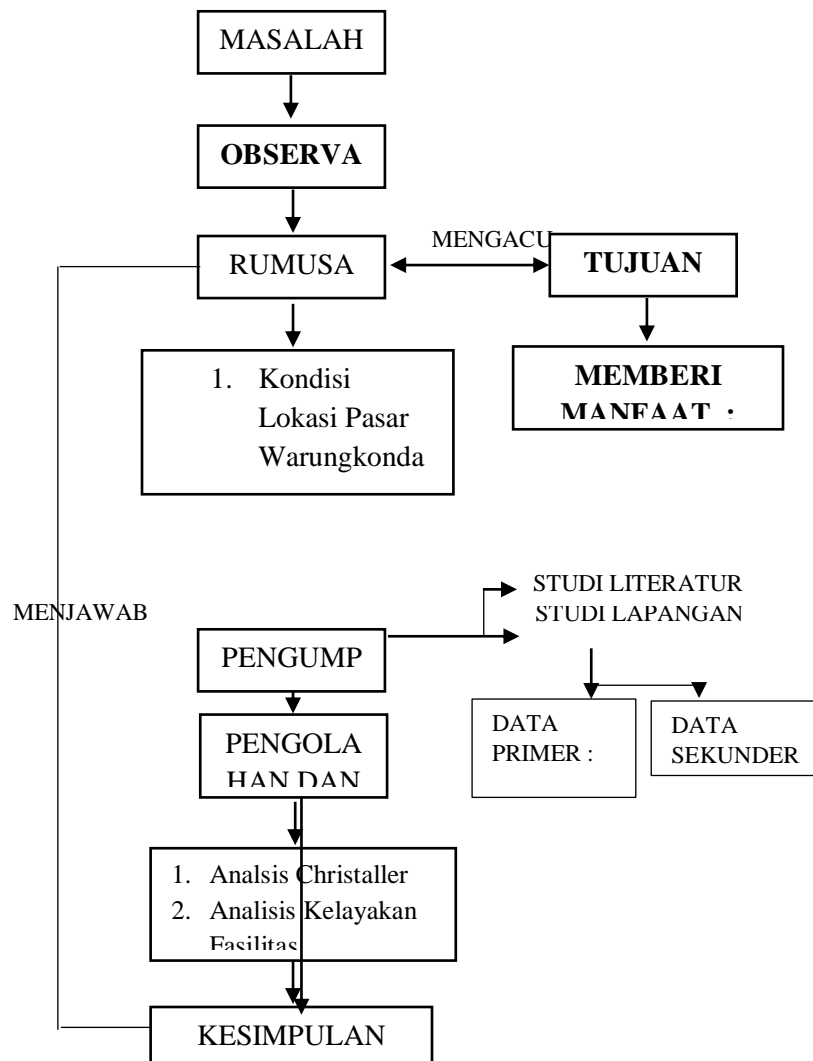 MASALAH
OBSERVA
RUMUSA
MENGACU
TUJUAN
1. Kondisi
Lokasi Pasar
Warungkonda
MEMBERI
MANFAAT :
MENJAWAB
STUDI LITERATUR
STUDI LAPANGAN
PENGUMP
DATA
PRIMER :
DATA
SEKUNDER
PENGOLA
HAN DAN
1. Analsis Christaller
2. Analisis Kelayakan
Fasilitas
KESIMPULAN